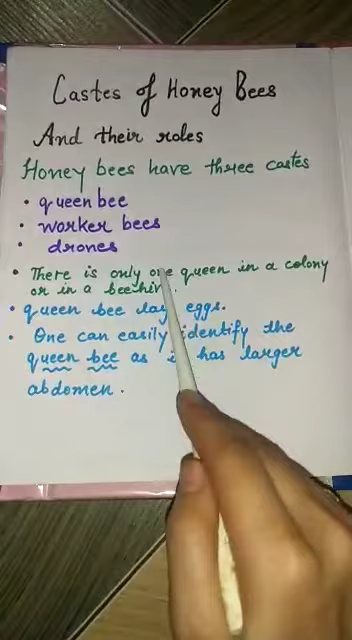 Castes of Honey Bees
And their roles
Honey bees have three castes
• queen bee
• worker bees
• drones
• There is only one queen in a colony
or in a beehive.
• queen bee lay eggs.
• One can easily identify the
queen bee as it has larger
abdomen.